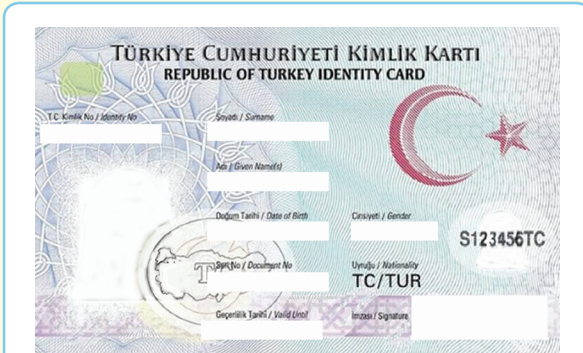 TÜRKİYE CUMHURİYETİ KİMLİK KARTI
REPUBLIC OF TURKEY IDENTITY CARD
T.C. Kimlik No / Identity No
Soyadı / Surname
Adı / Given Name(s)
Doğum Tarihi / Date of Birth
Cinsiyeti / Gender
S123456TC
Seri No / Document No
Uyruğu / Nationality
TC/TUR
Geçerlilik Tarihi / Valid Until
İmzası / Signature